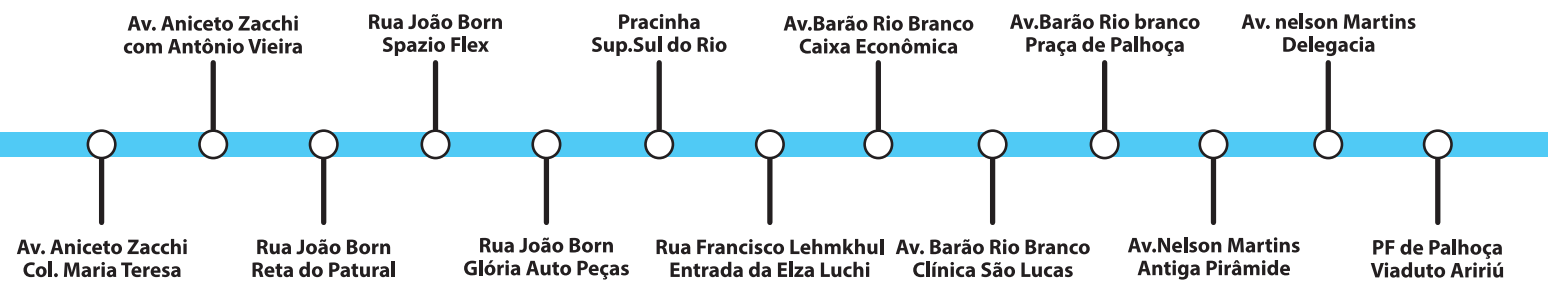 Av. Aniceto Zacchi
com Antônio Vieira
Rua João Born
Spazio Flex
Pracinha
Sup.Sul do Rio
Av.Barão Rio Branco
Caixa Econômica
Av.Barão Rio branco
Praça de Palhoça
Av. nelson Martins
Delegacia
Av. Aniceto Zacchi
Col. Maria Teresa
Rua João Born
Reta do Patural
Rua João Born
Glória Auto Peças
Rua Francisco Lehmkhul
Entrada da Elza Luchi
Av. Barão Rio Branco
Clínica São Lucas
Av.Nelson Martins
Antiga Pirâmide
PF de Palhoça
Viaduto Aririú